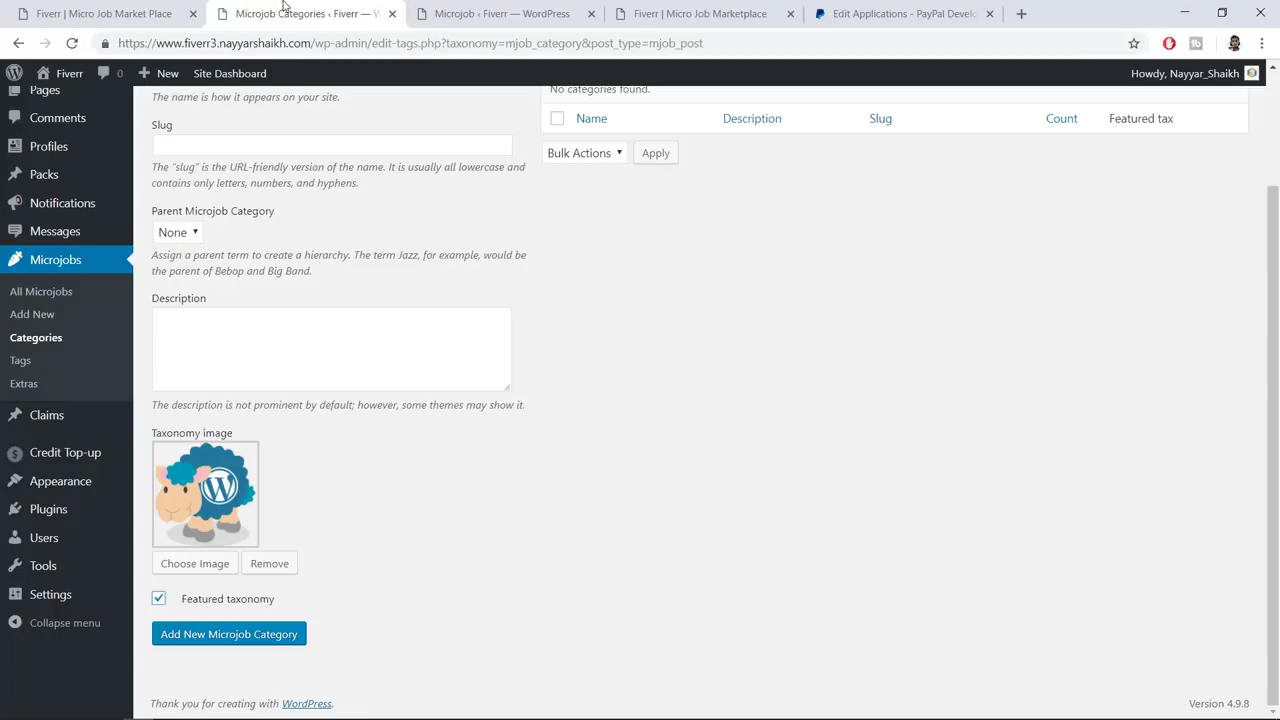 Fiverr | Micro Job Market Place
Microjob Categories ‹ Fiverr — W
Microjob ‹ Fiverr — WordPress
Fiverr | Micro Job Marketplace
Edit Applications - PayPal Devel
https://www.fiverr3.nayyarshaikh.com/wp-admin/edit-tags.php?taxonomy=mjob_category&post_type=mjob_post
Fiverr
0
New
Site Dashboard
Howdy, Nayyar_Shaikh
Pages
Comments
Profiles
Packs
Notifications
Messages
Microjobs
All Microjobs
Add New
Categories
Tags
Extras
Claims
Credit Top-up
Appearance
Plugins
Users
Tools
Settings
Collapse menu
The name is how it appears on your site.
Slug
The "slug" is the URL-friendly version of the name. It is usually all lowercase and
contains only letters, numbers, and hyphens.
Parent Microjob Category
None
Assign a parent term to create a hierarchy. The term Jazz, for example, would be
the parent of Bebop and Big Band.
Description
The description is not prominent by default; however, some themes may show it.
Taxonomy image
Choose Image
Remove
Featured taxonomy
Add New Microjob Category
No categories found.
Name
Description
Slug
Count
Featured tax
Bulk Actions
Apply
Thank you for creating with WordPress.
Version 4.9.8